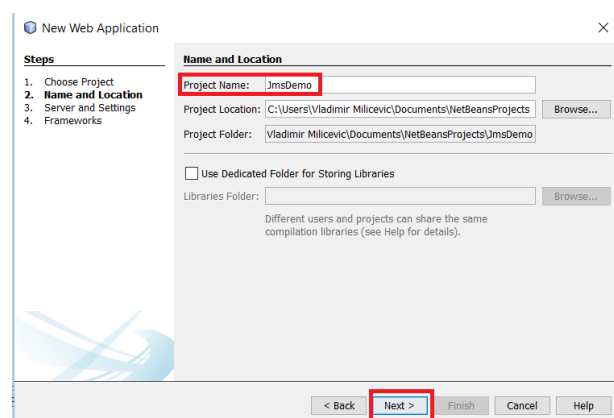 New Web Application
Steps
1. Choose Project
2. Name and Location
3. Server and Settings
4. Frameworks
Name and Location
Project Name: JmsDemo
Project Location: C:\Users\Vladimir Milicevic\Documents\NetBeansProjects Browse...
Project Folder: Vladimir Milicevic\Documents\NetBeansProjects\JmsDemo
Use Dedicated Folder for Storing Libraries
Libraries Folder: Browse...
Different users and projects can share the same
compilation libraries (see Help for details).
< Back Next > Finish Cancel Help